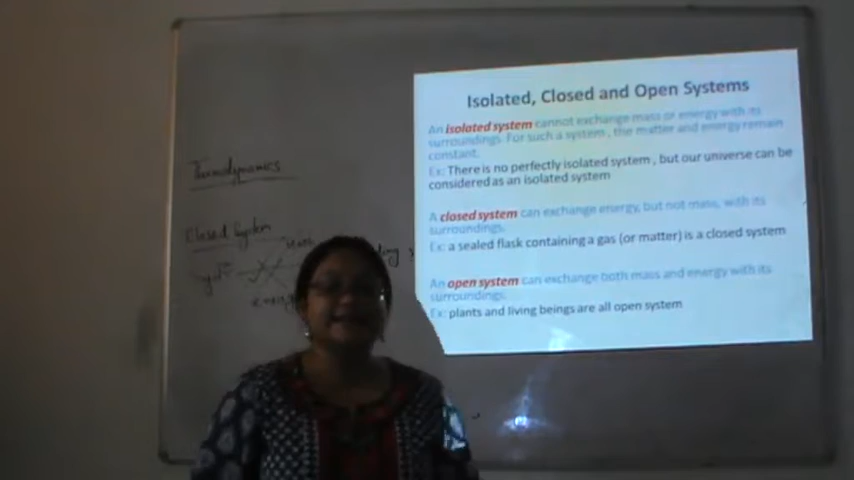 Thermodynamics
Closed System
Isolated, Closed and Open Systems
An isolated system cannot exchange mass or energy with its
surroundings. For such a system , the matter and energy remain
constant.
Ex: There is no perfectly isolated system , but our universe can be
considered as an isolated system
A closed system can exchange energy, but not mass, with its
surroundings.
Ex: a sealed flask containing a gas (or matter) is a closed system
An open system can exchange both mass and energy with its
surroundings.
Ex: plants and living beings are all open system